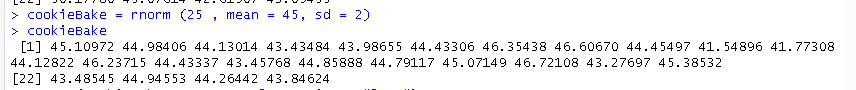 > cookieBake = rnorm (25 , mean = 45, sd = 2)
> cookieBake
[1] 45.10972 44.98406 44.13014 43.43484 43.98655 44.43306 46.35438 46.60670 44.45497 41.54896 41.77308
44.12822 46.23715 44.43337 43.45768 44.85888 44.79117 45.07149 46.72108 43.27697 45.38532
[22] 43.48545 44.94553 44.26442 43.84624